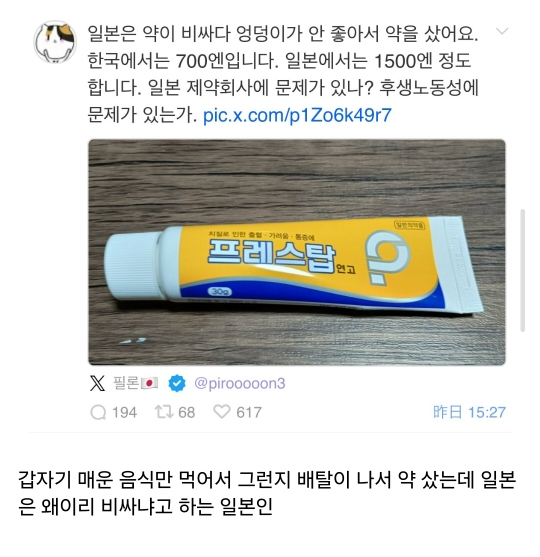 일본은 약이 비싸다 엉덩이가 안 좋아서 약을 샀어요.
한국에서는 700엔입니다. 일본에서는 1500엔 정도
합니다. 일본 제약회사에 문제가 있나? 후생노동성에
문제가 있는가. pic.x.com/p1Zo6k49r7
일반의약품
치질로 인한 출혈·가려움·통증에
프레스탑 연고
30g
필론🇯🇵 @pirooooon3
194 68 617 昨日 15:27
갑자기 매운 음식만 먹어서 그런지 배탈이 나서 약 샀는데 일본
은 왜이리 비싸냐고 하는 일본인